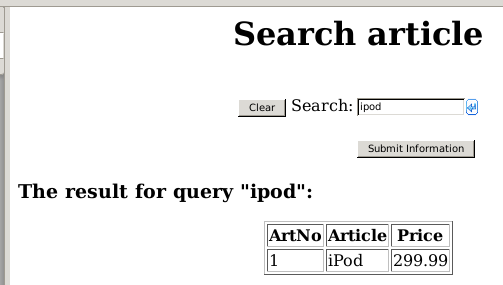 Search article
Clear Search: ipod
Submit Information
The result for query "ipod":
ArtNo Article Price
1 iPod 299.99